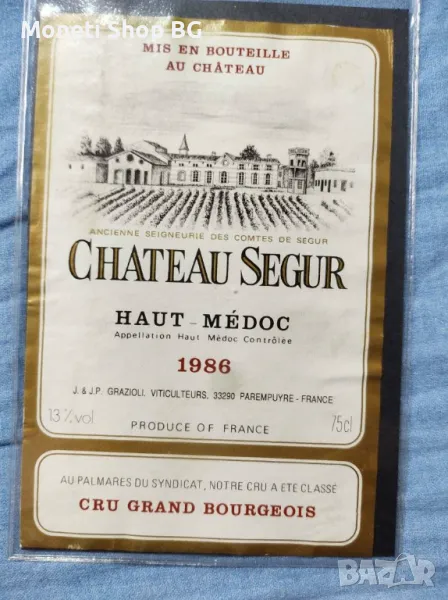 Moneti Shop BG
MIS EN BOUTEILLE
AU CHÂTEAU
ANCIENNE SEIGNEURIE DES COMTES DE SEGUR
CHATEAU SEGUR
HAUT-MÉDOC
Appellation Haut Médoc Contrôlée
1986
J. & J.P. GRAZIOLI, VITICULTEURS, 33290 PAREMPUYRE-FRANCE
13%vol 75cl
PRODUCE OF FRANCE
AU PALMARES DU SYNDICAT, NOTRE CRU A ETE CLASSÉ
CRU GRAND BOURGEOIS
BAZAR